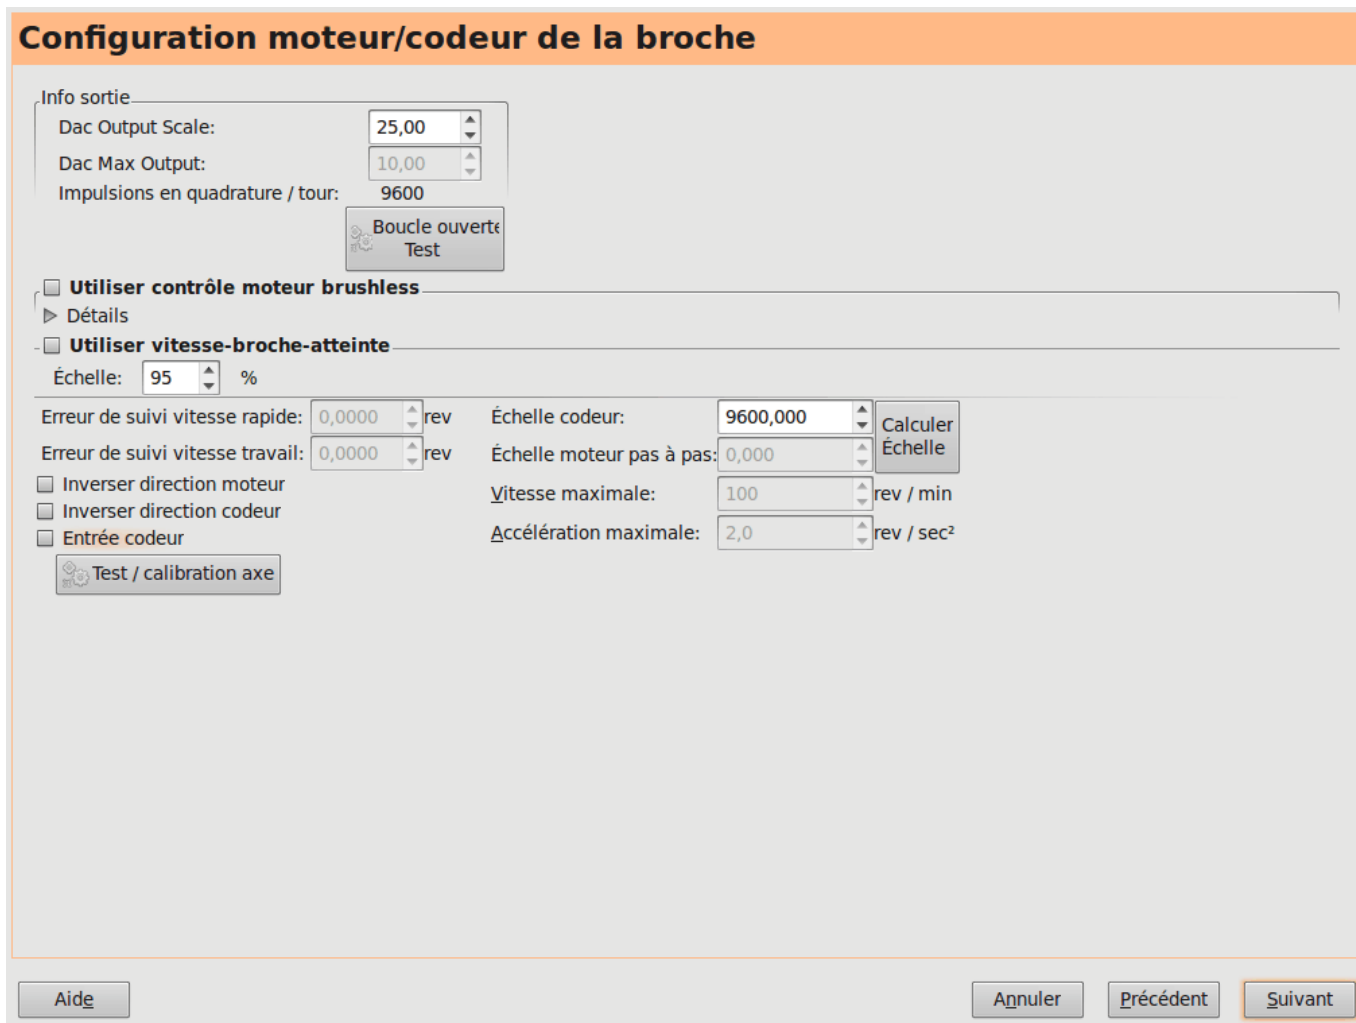 Configuration moteur/codeur de la broche
Info sortie
Dac Output Scale: 25,00
Dac Max Output: 10,00
Impulsions en quadrature / tour: 9600
Boucle ouverte
Test
Utiliser contrôle moteur brushless
Détails
Utiliser vitesse-broche-atteinte
Échelle: 95 %
Erreur de suivi vitesse rapide: 0,0000 rev
Erreur de suivi vitesse travail: 0,0000 rev
Inverser direction moteur
Inverser direction codeur
Entrée codeur
Test / calibration axe
Échelle codeur: 9600,000
Échelle moteur pas à pas: 0,000
Calculer
Échelle
Vitesse maximale: 100 rev / min
Accélération maximale: 2,0 rev / sec²
Aide
Annuler
Précédent
Suivant